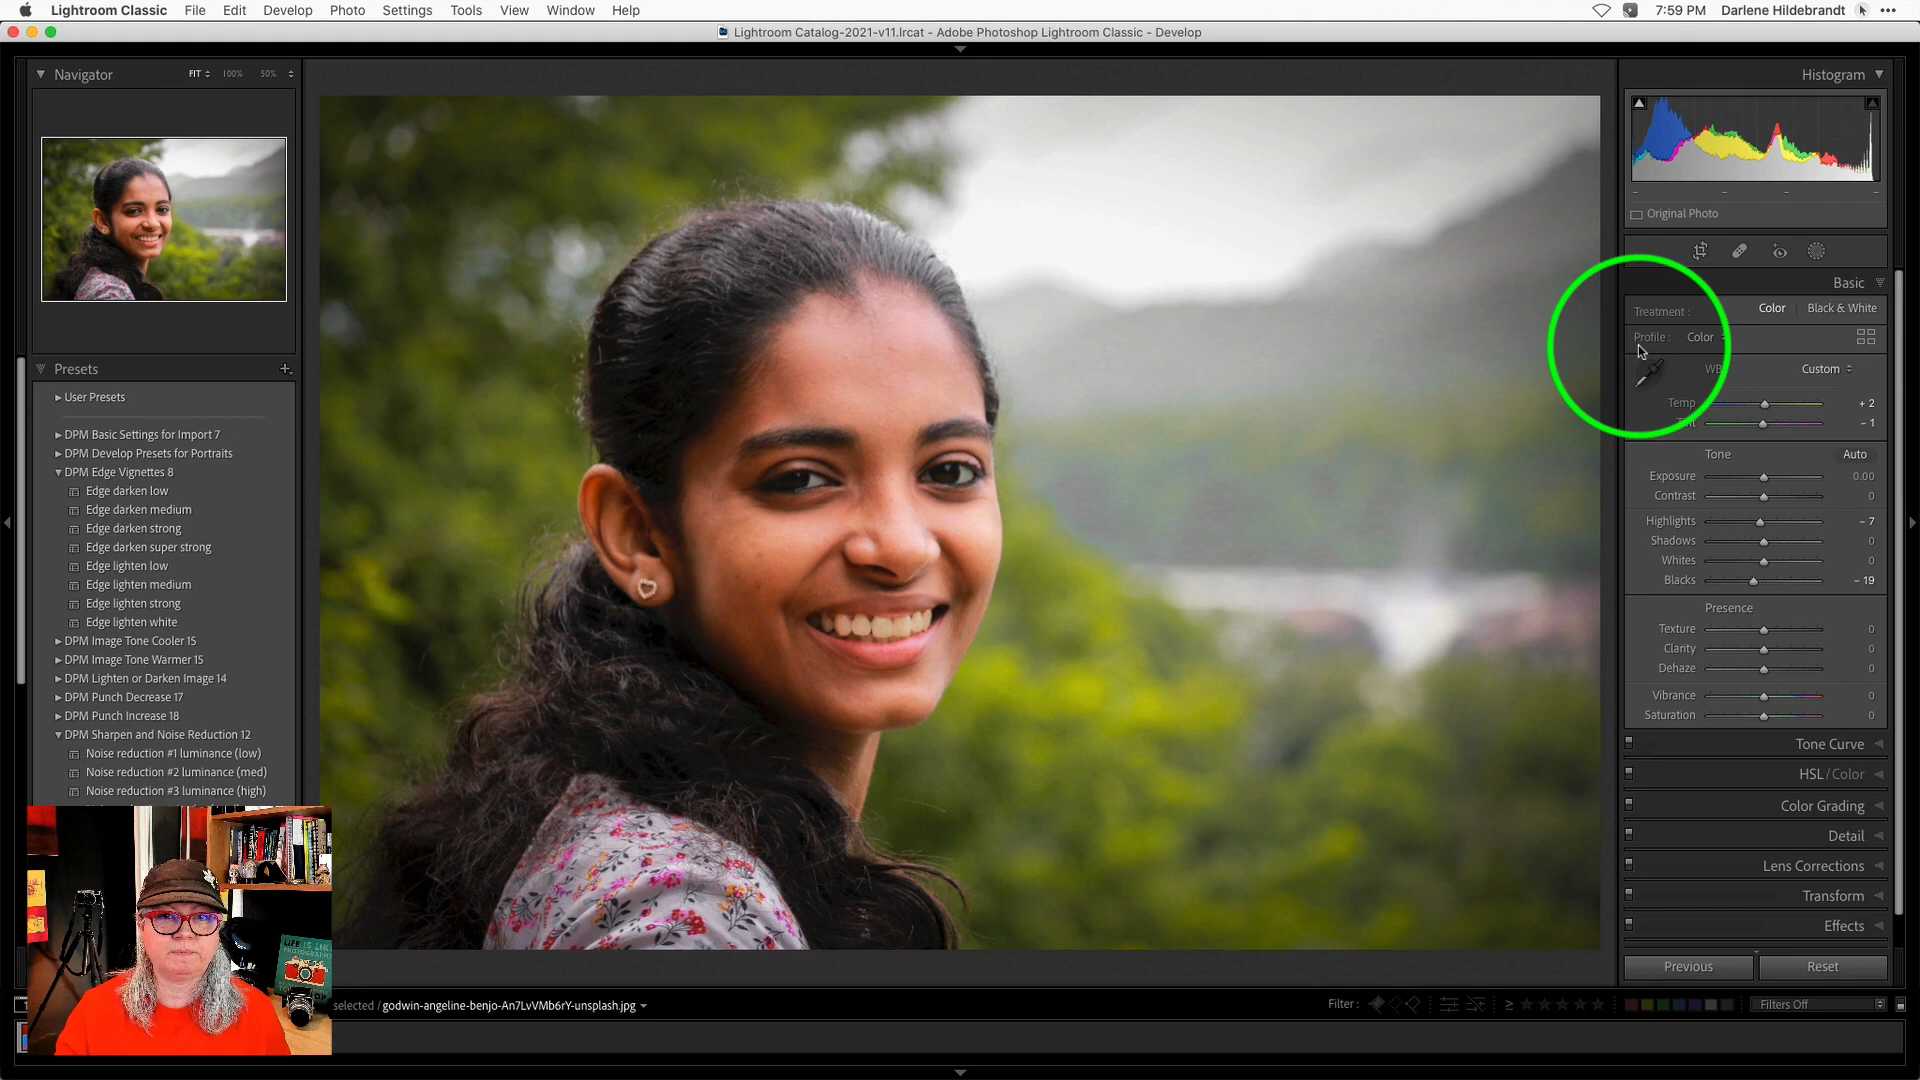 Lightroom Classic File Edit Develop Photo Settings Tools View Window Help 7:59 PM Darlene Hildebrandt
Lightroom Catalog-2021-v11.lrcat - Adobe Photoshop Lightroom Classic - Develop
Navigator FIT 100% 50%
Histogram
Original Photo
Basic
Treatment : Color Black & White
Profile : Color
WB Custom
Temp + 2
Tint - 1
Tone Auto
Exposure 0.00
Contrast 0
Highlights - 7
Shadows 0
Whites 0
Blacks - 19
Presence
Texture 0
Clarity 0
Dehaze 0
Vibrance 0
Saturation 0
Tone Curve
HSL / Color
Color Grading
Detail
Lens Corrections
Transform
Effects
Previous Reset
Presets
User Presets
DPM Basic Settings for Import 7
DPM Develop Presets for Portraits
DPM Edge Vignettes 8
Edge darken low
Edge darken medium
Edge darken strong
Edge darken super strong
Edge lighten low
Edge lighten medium
Edge lighten strong
Edge lighten white
DPM Image Tone Cooler 15
DPM Image Tone Warmer 15
DPM Lighten or Darken Image 14
DPM Punch Decrease 17
DPM Punch Increase 18
DPM Sharpen and Noise Reduction 12
Noise reduction #1 luminance (low)
Noise reduction #2 luminance (med)
Noise reduction #3 luminance (high)
LIFE IS LIKE
selected / godwin-angeline-benjo-An7LvVMb6rY-unsplash.jpg
Filter : ≥ Filters Off